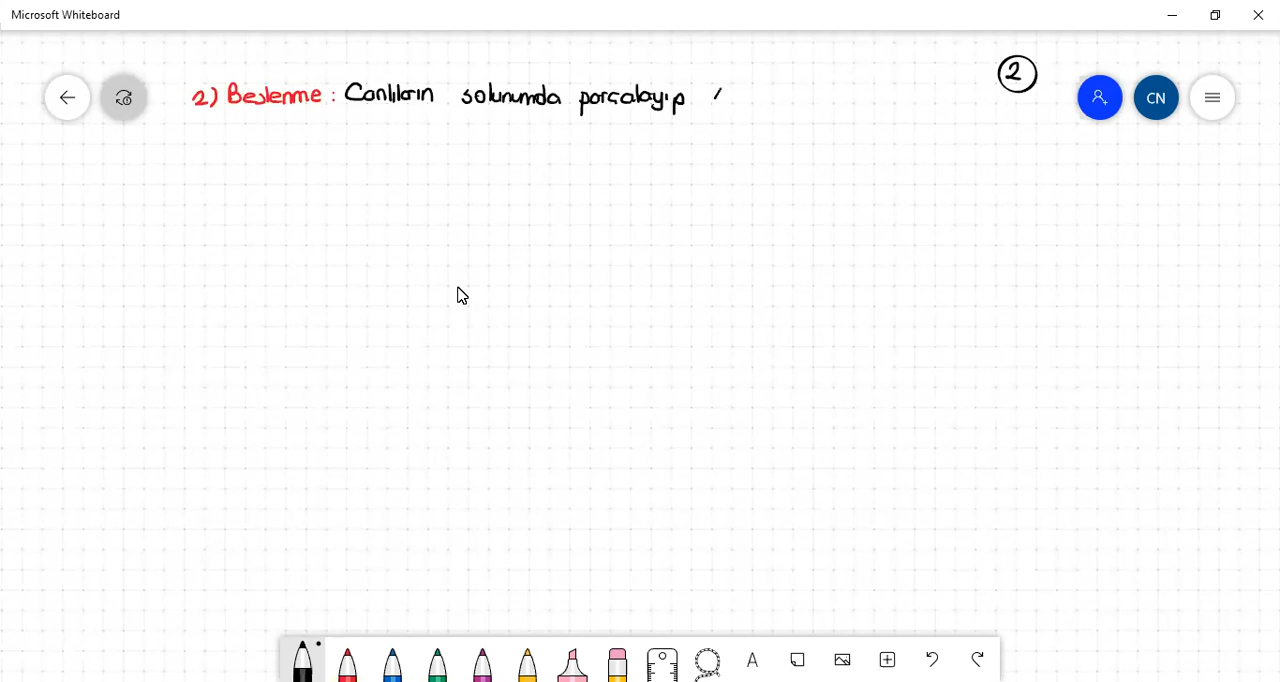 Microsoft Whiteboard
2
2) Beslenme : Canlıların solunumda parçalayıp
CN
A